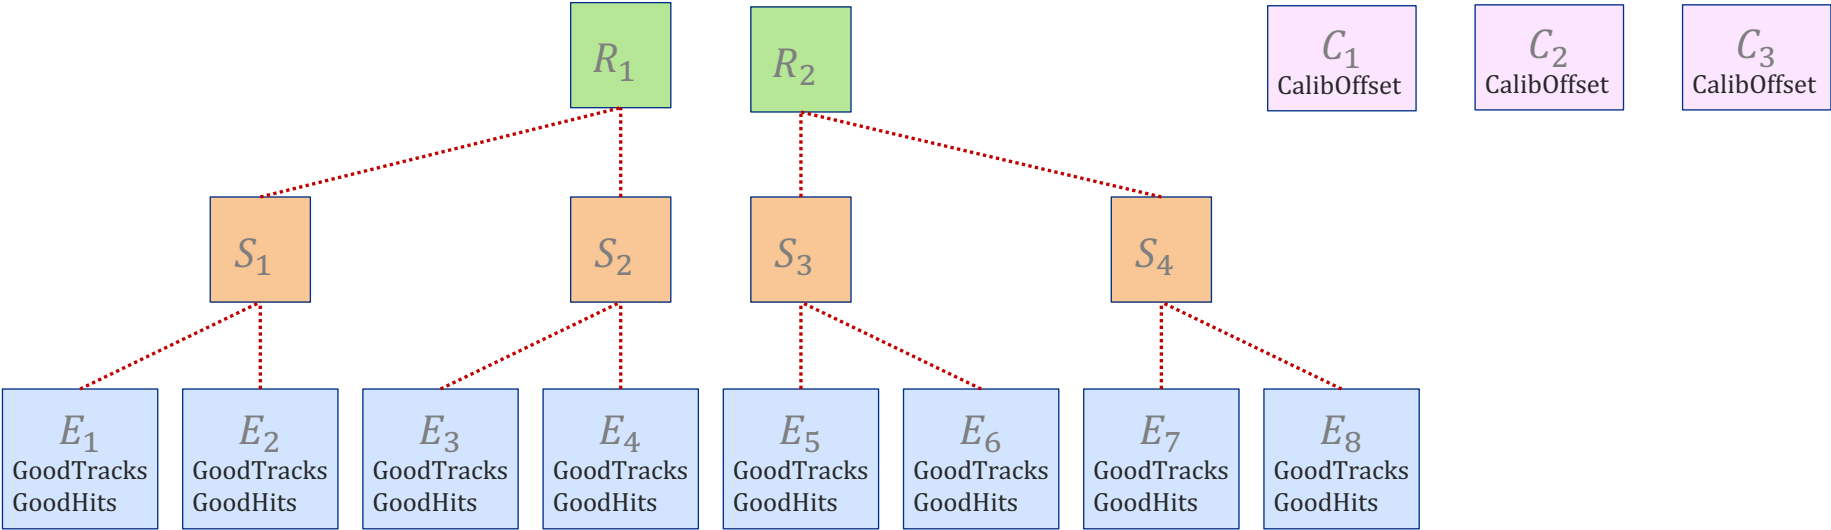 R₁
R₂
C₁
CalibOffset
C₂
CalibOffset
C₃
CalibOffset
S₁
S₂
S₃
S₄
E₁
GoodTracks
GoodHits
E₂
GoodTracks
GoodHits
E₃
GoodTracks
GoodHits
E₄
GoodTracks
GoodHits
E₅
GoodTracks
GoodHits
E₆
GoodTracks
GoodHits
E₇
GoodTracks
GoodHits
E₈
GoodTracks
GoodHits